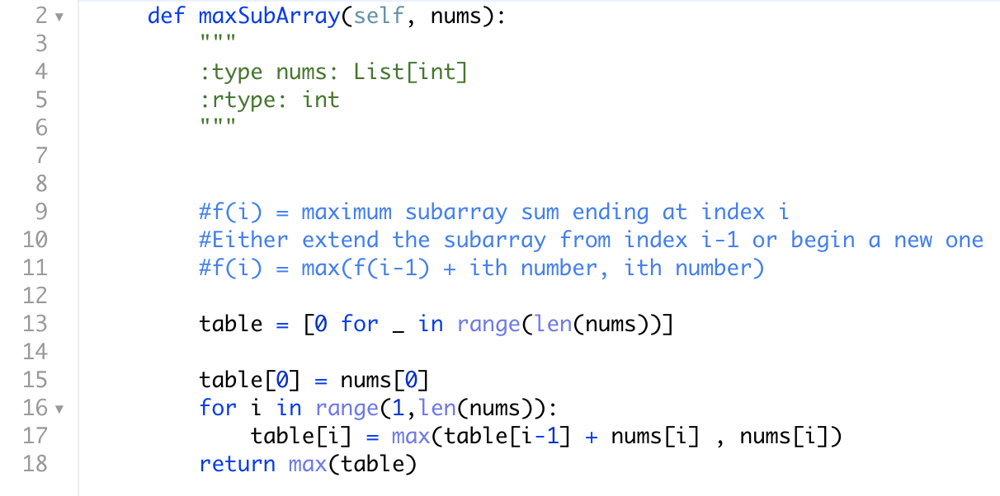 2 ▾ def maxSubArray(self, nums):
3 """
4 :type nums: List[int]
5 :rtype: int
6 """
7
8
9 #f(i) = maximum subarray sum ending at index i
10 #Either extend the subarray from index i-1 or begin a new one
11 #f(i) = max(f(i-1) + ith number, ith number)
12
13 table = [0 for _ in range(len(nums))]
14
15 table[0] = nums[0]
16 ▾ for i in range(1,len(nums)):
17 table[i] = max(table[i-1] + nums[i] , nums[i])
18 return max(table)